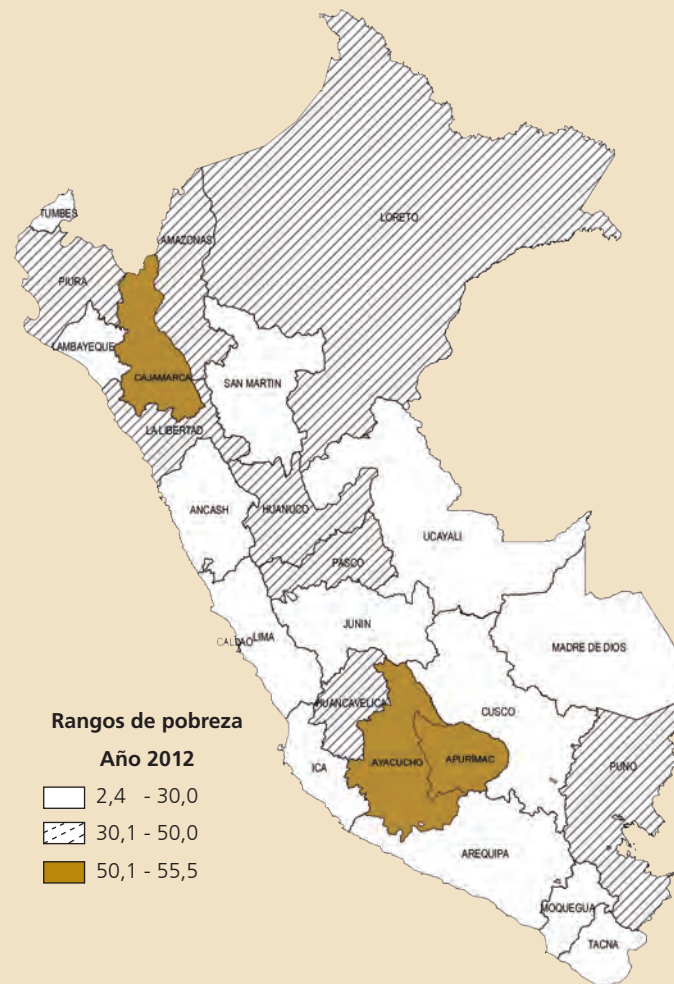 TUMBES
LORETO
AMAZONAS
PIURA
LAMBAYEQUE
CAJAMARCA
SAN MARTIN
LA LIBERTAD
ANCASH
HUANUCO
UCAYALI
PASCO
JUNIN
CALLAO
LIMA
MADRE DE DIOS
HUANCAVELICA
CUSCO
ICA
AYACUCHO
APURÍMAC
PUNO
AREQUIPA
MOQUEGUA
TACNA
Rangos de pobreza
Año 2012
2,4 - 30,0
30,1 - 50,0
50,1 - 55,5